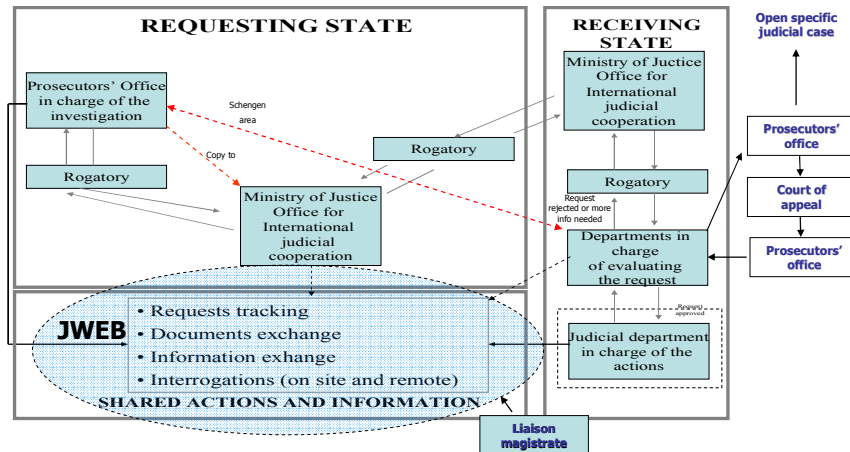 REQUESTING STATE
Prosecutors' Office
in charge of the
investigation
Schengen
area
Copy to
Rogatory
Rogatory
Ministry of Justice
Office for
International
judicial
cooperation
RECEIVING
STATE
Ministry of Juctice
Office for
International
judicial
cooperation
Rogatory
Request
rejected or more
info needed
Departments in
charge
of evaluating
the request
Request
approved
Judicial department
in charge of the
actions
Open specific
judicial case
Prosecutors'
office
Court of
appeal
Prosecutors'
office
JWEB
• Requests tracking
• Documents exchange
• Information exhange
• Interrogations (on site and remote)
SHARED ACTIONS AND INFORMATION
Liaison
magistrate